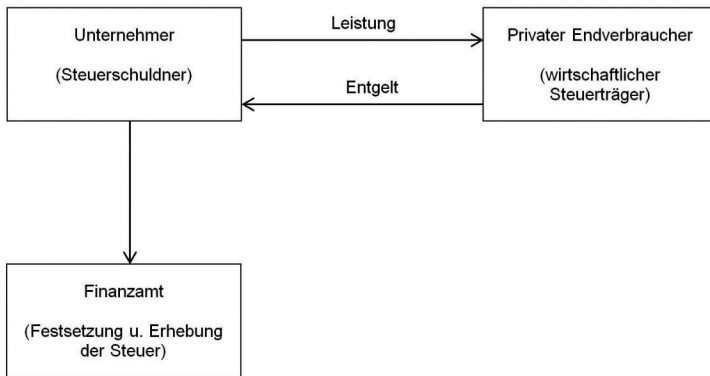 Unternehmer
(Steuerschuldner)
Leistung
Entgelt
Privater Endverbraucher
(wirtschaftlicher
Steuerträger)
Finanzamt
(Festsetzung u. Erhebung
der Steuer)